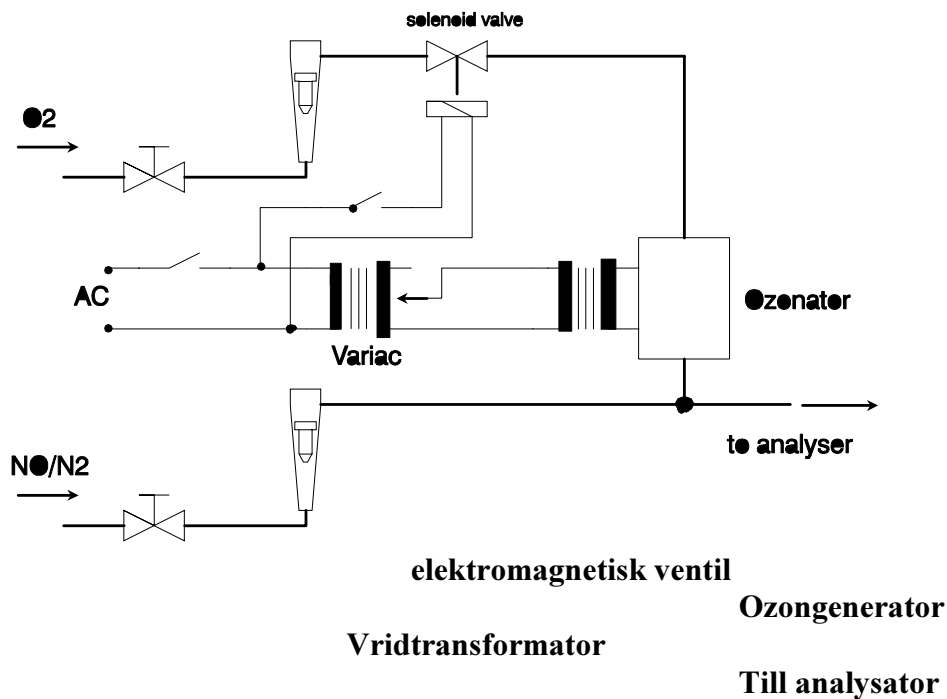 solenoid valve
O2
AC
Variac
Ozonator
to analyser
NO/N2
elektromagnetisk ventil
Ozongenerator
Vridtransformator
Till analysator